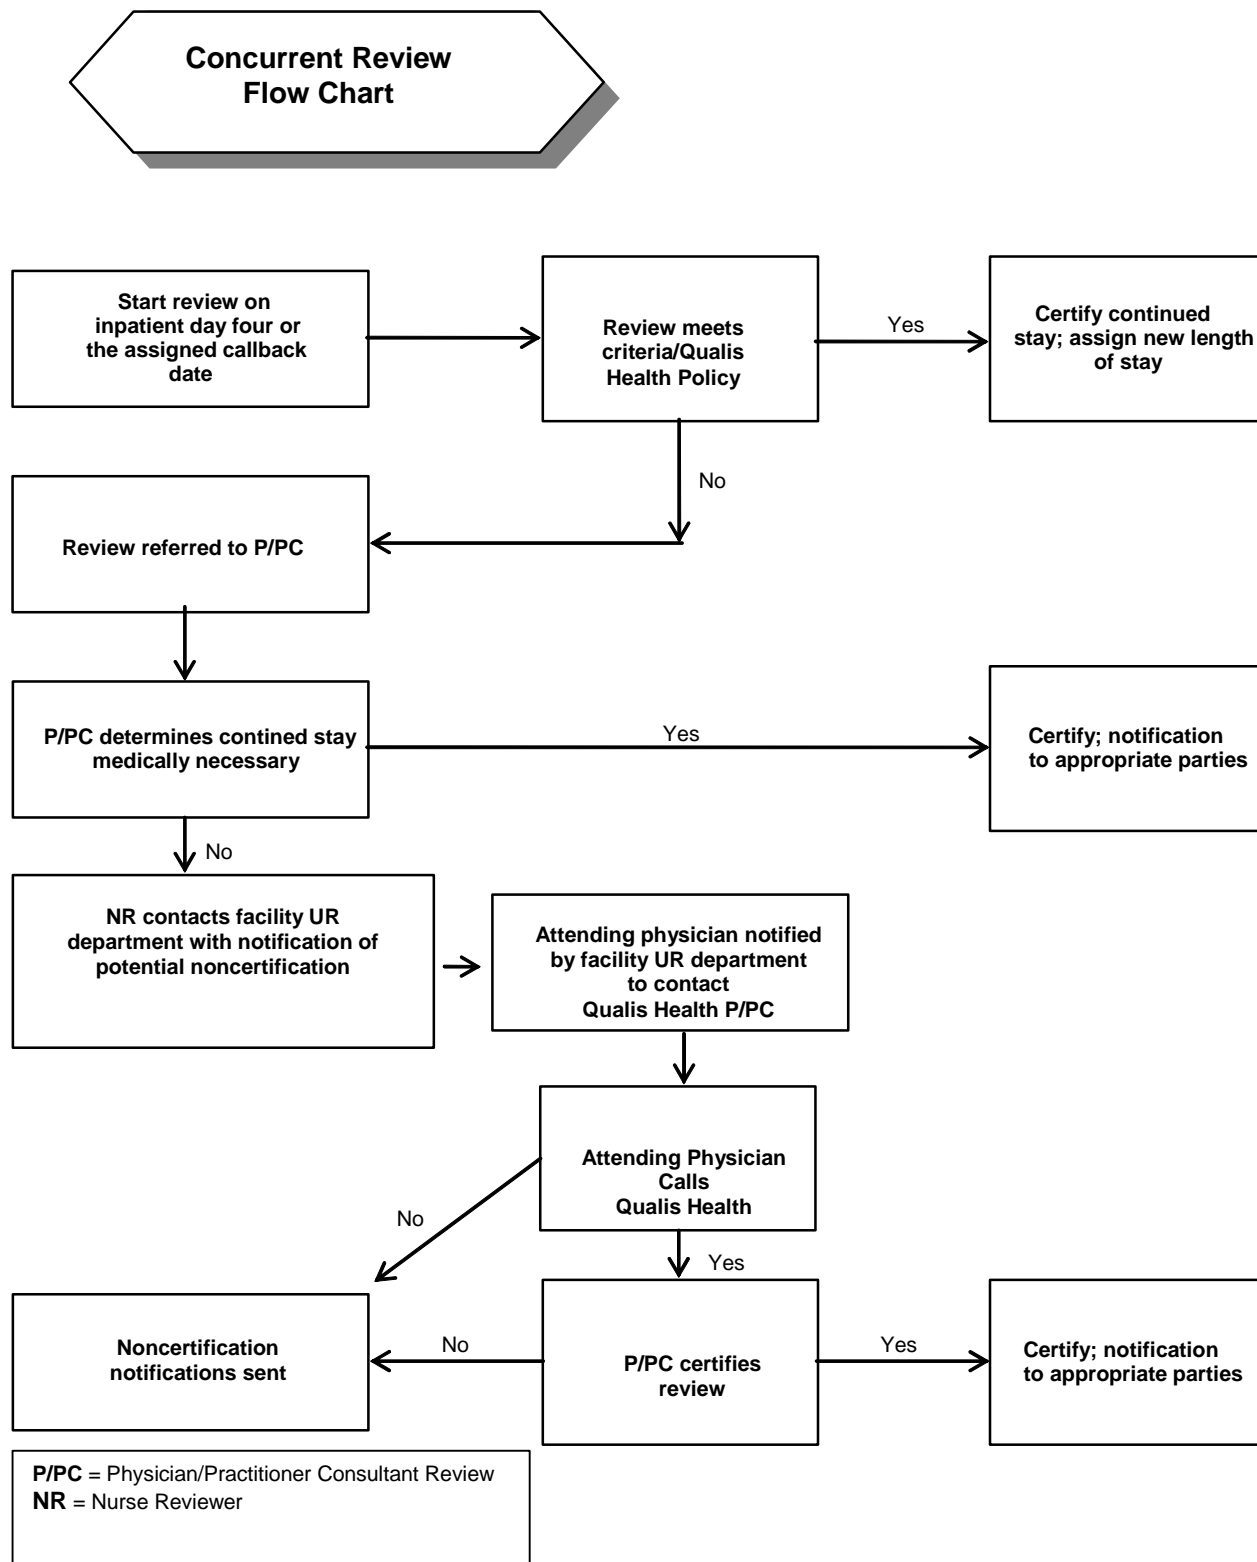 Concurrent Review
Flow Chart
Start review on
inpatient day four or
the assigned callback
date
Review meets
criteria/Qualis
Health Policy
Yes
Certify continued
stay; assign new length
of stay
No
Review referred to P/PC
P/PC determines contined stay
medically necessary
Yes
Certify; notification
to appropriate parties
No
NR contacts facility UR
department with notification of
potential noncertification
Attending physician notified
by facility UR department
to contact
Qualis Health P/PC
Attending Physician
Calls
Qualis Health
No
Yes
Noncertification
notifications sent
No
P/PC certifies
review
Yes
Certify; notification
to appropriate parties
P/PC = Physician/Practitioner Consultant Review
NR = Nurse Reviewer